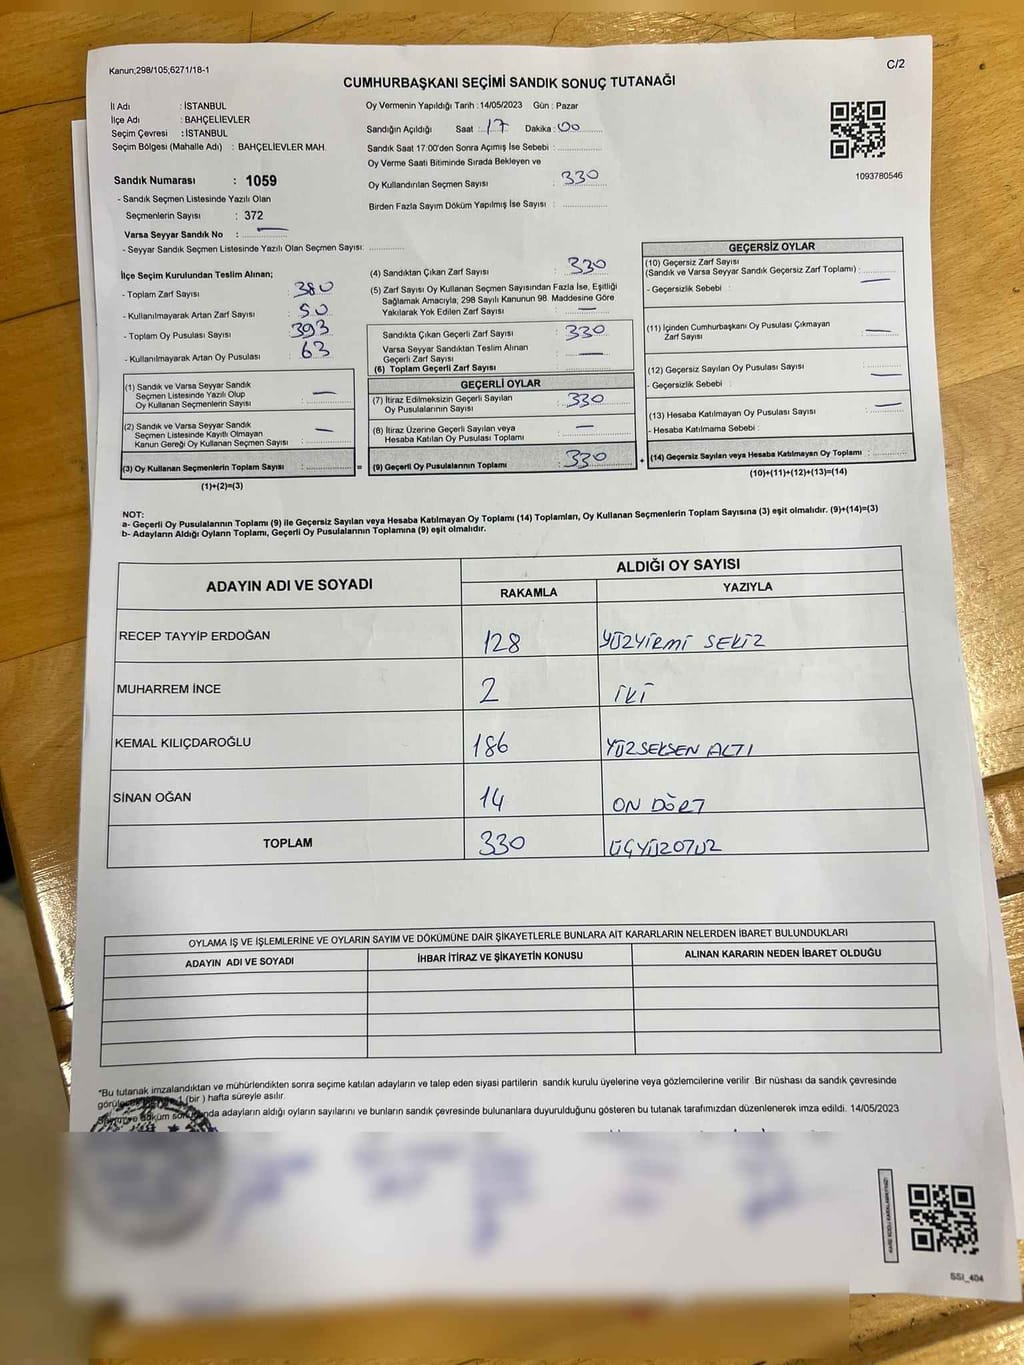 Kanun;298/105;6271/18-1
C/2
CUMHURBAŞKANI SEÇİMİ SANDIK SONUÇ TUTANAĞI
İl Adı : İSTANBUL
İlçe Adı : BAHÇELİEVLER
Seçim Çevresi : İSTANBUL
Seçim Bölgesi (Mahalle Adı) : BAHÇELİEVLER MAH.
Sandık Numarası : 1059
- Sandık Seçmen Listesinde Yazılı Olan
Seçmenlerin Sayısı : 372
Varsa Seyyar Sandık No : —
- Seyyar Sandık Seçmen Listesinde Yazılı Olan Seçmen Sayısı: ............
Oy Vermenin Yapıldığı Tarih : 14/05/2023 Gün : Pazar
Sandığın Açıldığı Saat : 17 Dakika : 00
Sandık Saat 17:00'den Sonra Açımış İse Sebebi : ............
Oy Verme Saati Bitiminde Sırada Bekleyen ve
Oy Kullandırılan Seçmen Sayısı : 330
Birden Fazla Sayım Döküm Yapılmış İse Sayısı : ............
1093780546
İlçe Seçim Kurulundan Teslim Alınan;
- Toplam Zarf Sayısı : 380
- Kullanılmayarak Artan Zarf Sayısı : 50
- Toplam Oy Pusulası Sayısı : 393
- Kullanılmayarak Artan Oy Pusulası : 63
(1) Sandık ve Varsa Seyyar Sandık
Seçmen Listesinde Yazılı Olup
Oy Kullanan Seçmenlerin Sayısı : —
(2) Sandık ve Varsa Seyyar Sandık
Seçmen Listesinde Kayıtlı Olmayan
Kanun Gereği Oy Kullanan Seçmen Sayısı : —
(3) Oy Kullanan Seçmenlerin Toplam Sayısı : ............ =
(1)+(2)=(3)
(4) Sandıktan Çıkan Zarf Sayısı : 330
(5) Zarf Sayısı Oy Kullanan Seçmen Sayısından Fazla İse, Eşitliği
Sağlamak Amacıyla; 298 Sayılı Kanunun 98. Maddesine Göre
Yakılarak Yok Edilen Zarf Sayısı : —
Sandıkta Çıkan Geçerli Zarf Sayısı : 330
Varsa Seyyar Sandıktan Teslim Alınan
Geçerli Zarf Sayısı : —
(6) Toplam Geçerli Zarf Sayısı
GEÇERLİ OYLAR
(7) İtiraz Edilmeksizin Geçerli Sayılan
Oy Pusulalarının Sayısı : 330
(8) İtiraz Üzerine Geçerli Sayılan veya
Hesaba Katılan Oy Pusulası Toplamı : —
(9) Geçerli Oy Pusulalarının Toplamı : 330 +
GEÇERSİZ OYLAR
(10) Geçersiz Zarf Sayısı
(Sandık ve Varsa Seyyar Sandık Geçersiz Zarf Toplamı) : —
- Geçersizlik Sebebi :
(11) İçinden Cumhurbaşkanı Oy Pusulası Çıkmayan
Zarf Sayısı : —
(12) Geçersiz Sayılan Oy Pusulası Sayısı : —
- Geçersizlik Sebebi :
(13) Hesaba Katılmayan Oy Pusulası Sayısı : —
- Hesaba Katılmama Sebebi :
(14) Geçersiz Sayılan veya Hesaba Katılmayan Oy Toplamı : ............
(10)+(11)+(12)+(13)=(14)
NOT:
a- Geçerli Oy Pusulalarının Toplamı (9) ile Geçersiz Sayılan veya Hesaba Katılmayan Oy Toplamı (14) Toplamları, Oy Kullanan Seçmenlerin Toplam Sayısına (3) eşit olmalıdır. (9)+(14)=(3)
b- Adayların Aldığı Oyların Toplamı, Geçerli Oy Pusulalarının Toplamına (9) eşit olmalıdır.
ADAYIN ADI VE SOYADI ALDIĞI OY SAYISI
RAKAMLA YAZIYLA
RECEP TAYYİP ERDOĞAN 128 YÜZYİRMİ SEKİZ
MUHARREM İNCE 2 İKİ
KEMAL KILIÇDAROĞLU 186 YÜZSEKSEN ALTI
SİNAN OĞAN 14 ON DÖRT
TOPLAM 330 ÜÇYÜZOTUZ
OYLAMA İŞ VE İŞLEMLERİNE VE OYLARIN SAYIM VE DÖKÜMÜNE DAİR ŞİKAYETLERLE BUNLARA AİT KARARLARIN NELERDEN İBARET BULUNDUKLARI
ADAYIN ADI VE SOYADI İHBAR İTİRAZ VE ŞİKAYETİN KONUSU ALINAN KARARIN NEDEN İBARET OLDUĞU
*Bu tutanak imzalandıktan ve mühürlendikten sonra seçime katılan adayların ve talep eden siyasi partilerin sandık kurulu üyelerine veya gözlemcilerine verilir. Bir nüshası da sandık çevresinde
(bir ) hafta süreyle asılır.
adayların aldığı oyların sayılarını ve bunların sandık çevresinde bulunanlara duyurulduğunu gösteren bu tutanak tarafımızdan düzenlenerek imza edildi. 14/05/2023
SSI_404